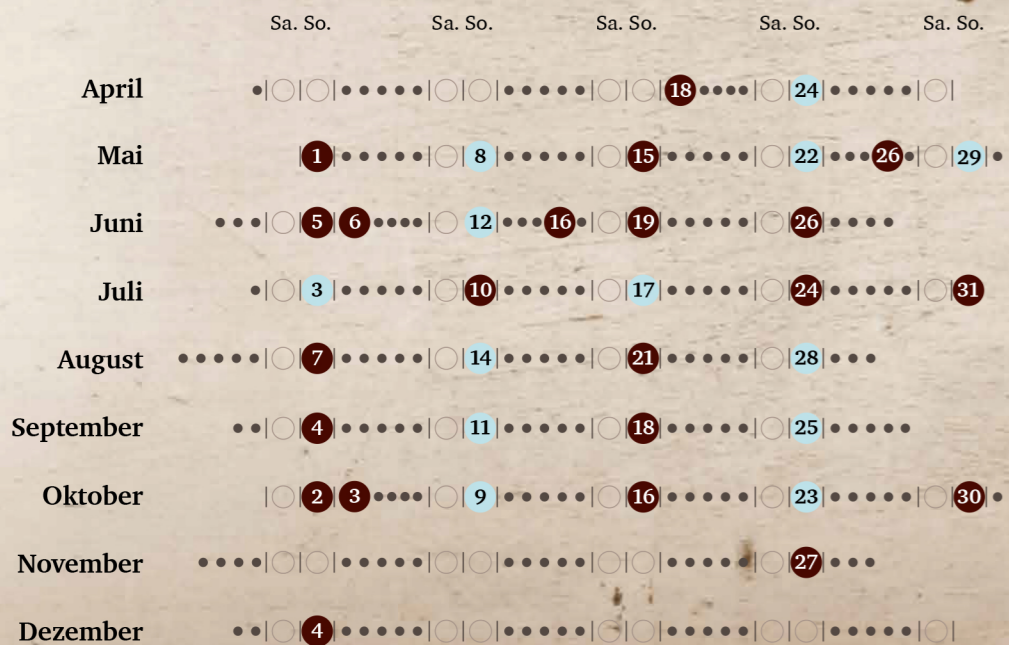 Sa. So. Sa. So. Sa. So. Sa. So. Sa. So.
April 18 24
Mai 1 8 15 22 26 29
Juni 5 6 12 16 19 26
Juli 3 10 17 24 31
August 7 14 21 28
September 4 11 18 25
Oktober 2 3 9 16 23 30
November 27
Dezember 4